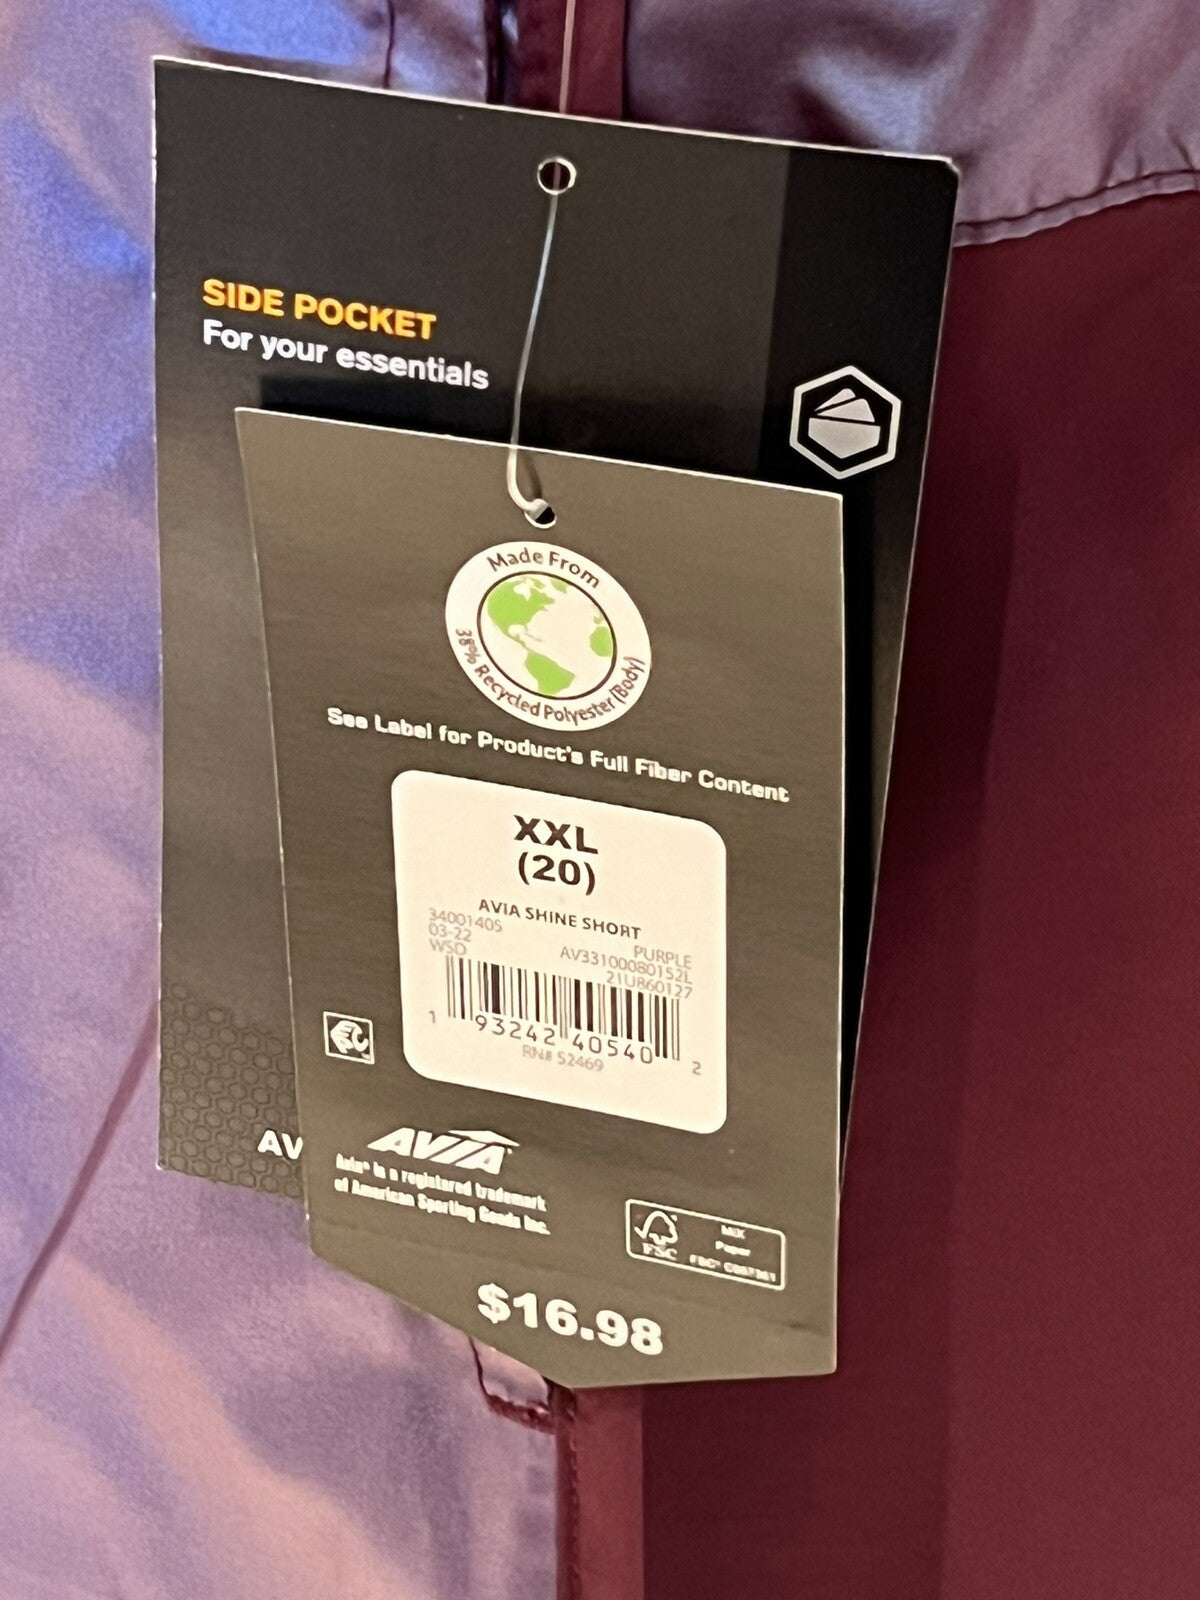 SIDE POCKET
For your essentials
Made From
38% Recycled Polyester (Body)
See Label for Product's Full Fiber Content
XXL
(20)
AVIA SHINE SHORT
34001405
03-22
WSD
PURPLE
AV33100080152L
21U860127
1 93242 40540 2
RN# 52469
AV
AVIA
Avia® is a registered trademark
of American Sporting Goods Inc.
FSC
MIX
Paper
$16.98